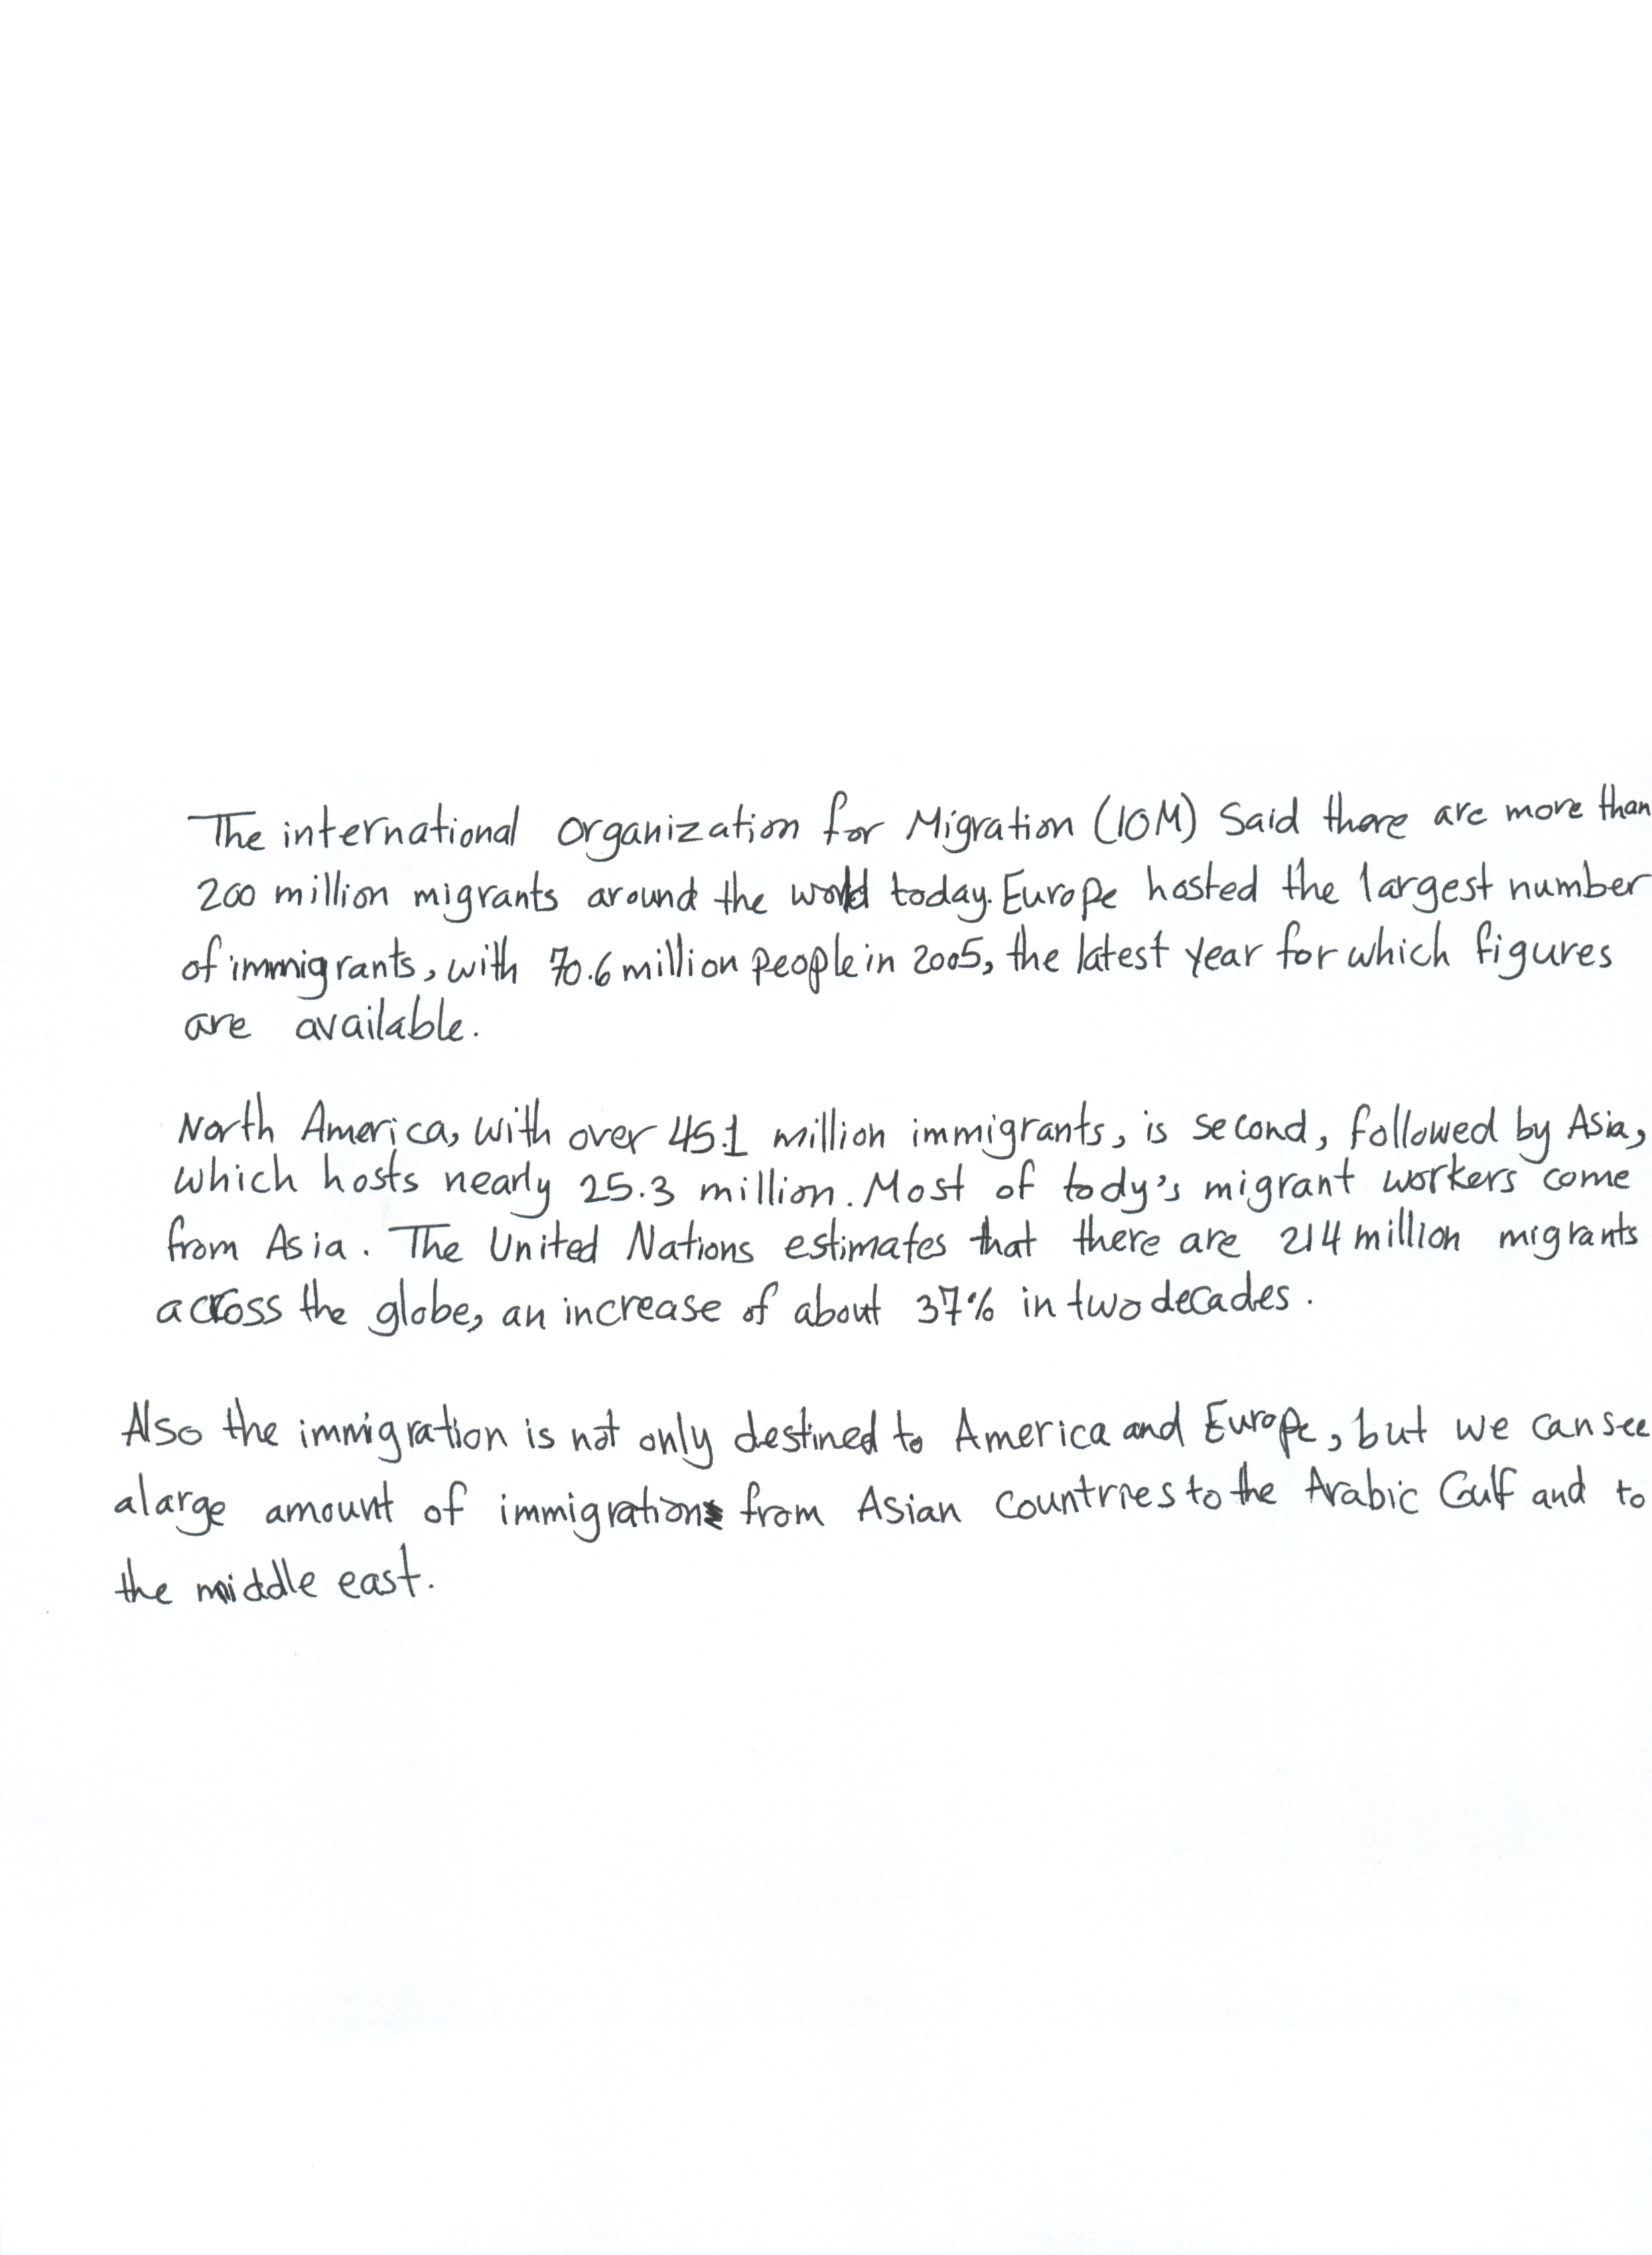 The international organization for Migration (IOM) Said there are more than
200 million migrants around the world today. Europe hosted the largest number
of immigrants, with 70.6 million people in 2005, the latest year for which figures
are available.
North America, with over 45.1 million immigrants, is second, followed by Asia,
which hosts nearly 25.3 million. Most of tody's migrant workers come
from Asia. The United Nations estimates that there are 214 million migrants
across the globe, an increase of about 37% in two decades.
Also the immigration is not only destined to America and Europe, but we can see
a large amount of immigration from Asian countries to the Arabic Gulf and to
the middle east.